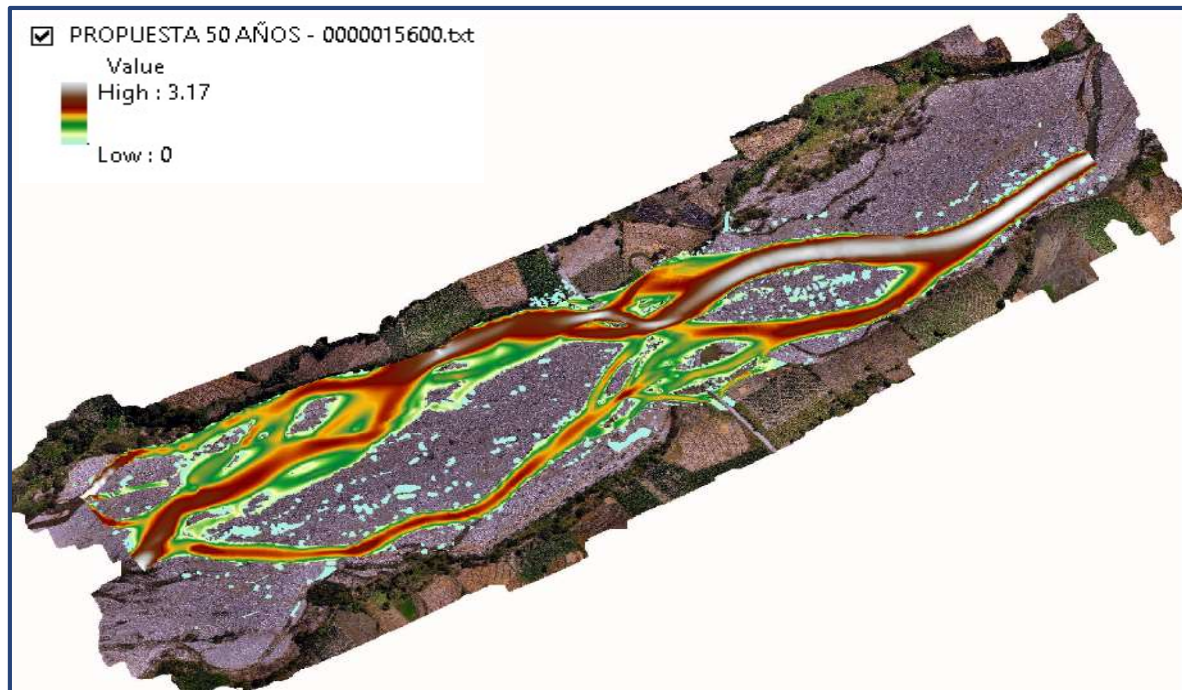 PROPUESTA 50 AÑOS - 0000015600.txt
Value
High : 3.17
Low : 0